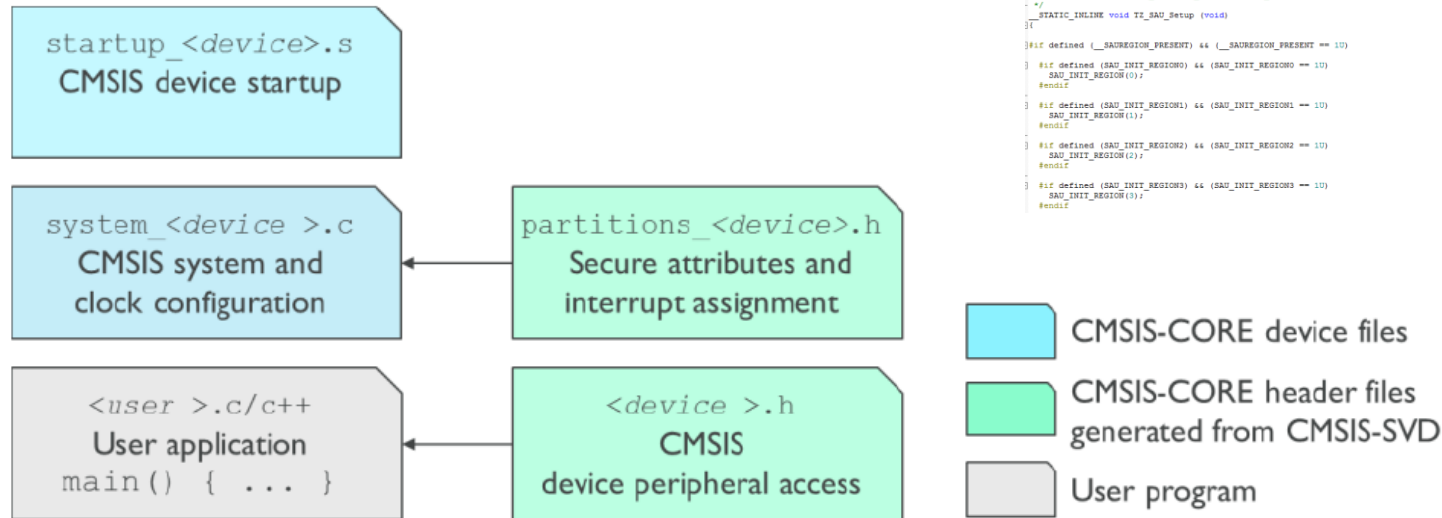 startup_<device>.s
CMSIS device startup
system_<device >.c
CMSIS system and
clock configuration
partitions_<device>.h
Secure attributes and
interrupt assignment
<user >.c/c++
User application
main() { ... }
<device >.h
CMSIS
device peripheral access
*/
__STATIC_INLINE void TZ_SAU_Setup (void)
{
#if defined (__SAUREGION_PRESENT) && (__SAUREGION_PRESENT == 1U)
#if defined (SAU_INIT_REGION0) && (SAU_INIT_REGION0 == 1U)
SAU_INIT_REGION(0);
#endif
#if defined (SAU_INIT_REGION1) && (SAU_INIT_REGION1 == 1U)
SAU_INIT_REGION(1);
#endif
#if defined (SAU_INIT_REGION2) && (SAU_INIT_REGION2 == 1U)
SAU_INIT_REGION(2);
#endif
#if defined (SAU_INIT_REGION3) && (SAU_INIT_REGION3 == 1U)
SAU_INIT_REGION(3);
#endif
CMSIS-CORE device files
CMSIS-CORE header files
generated from CMSIS-SVD
User program